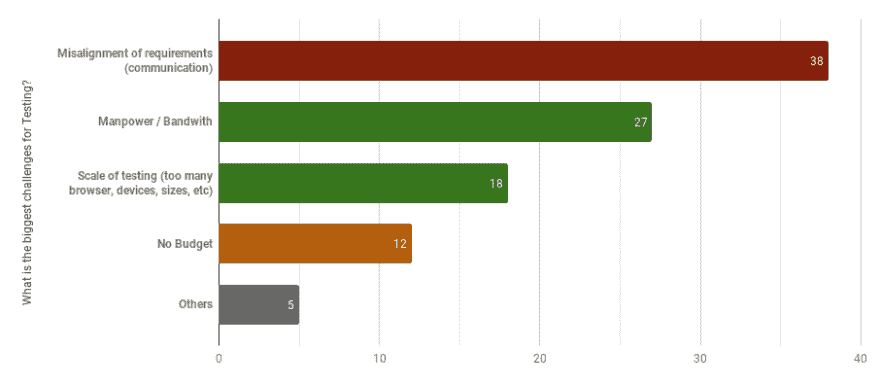 What is the biggest challenges for Testing?
Misalignment of requirements
(communication)
38
Manpower / Bandwith
27
Scale of testing (too many
browser, devices, sizes, etc)
18
No Budget
12
Others
5
0
10
20
30
40